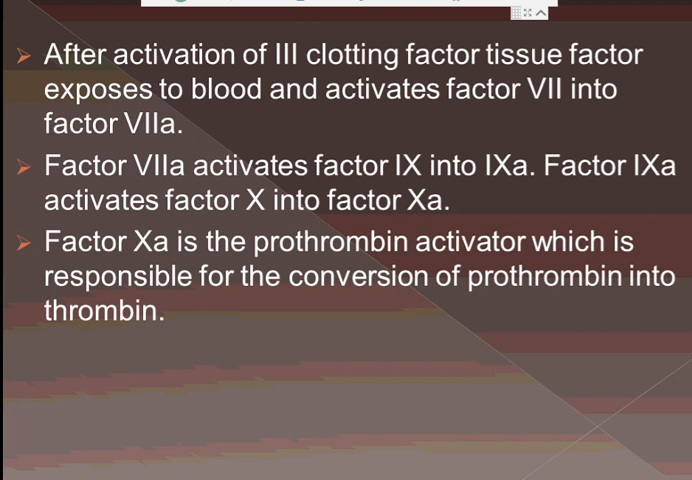 After activation of III clotting factor tissue factor
exposes to blood and activates factor VII into
factor VIIa.
Factor VIIa activates factor IX into IXa. Factor IXa
activates factor X into factor Xa.
Factor Xa is the prothrombin activator which is
responsible for the conversion of prothrombin into
thrombin.